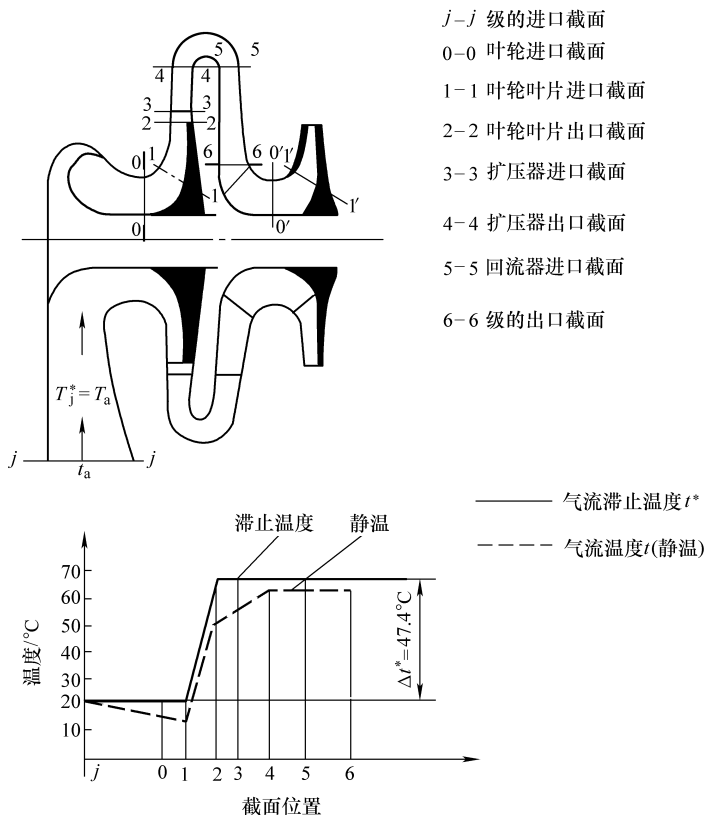 j-j 级的进口截面
0-0 叶轮进口截面
1-1 叶轮叶片进口截面
2-2 叶轮叶片出口截面
3-3 扩压器进口截面
4-4 扩压器出口截面
5-5 回流器进口截面
6-6 级的出口截面
5 5
4 4
3 3
2 2
0 1 6 6 0′ 1′
1 1′
0 0′
T*j=Ta
j j
ta
气流滞止温度t*
气流温度t(静温)
滞止温度 静温
温度/°C
70
60
50
40
30
20
10
Δt*=47.4°C
j 0 1 2 3 4 5 6
截面位置